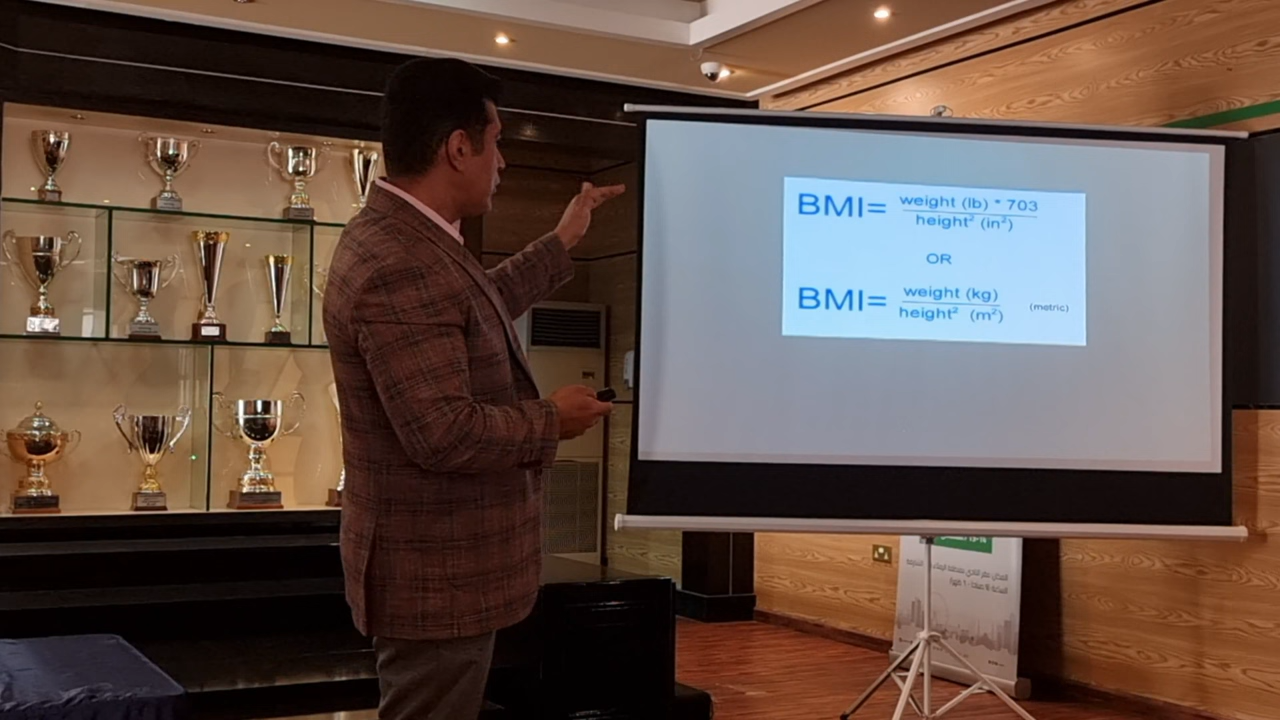 BMI= weight (lb) * 703
height² (in²)
OR
BMI= weight (kg)
height² (m²) (metric)